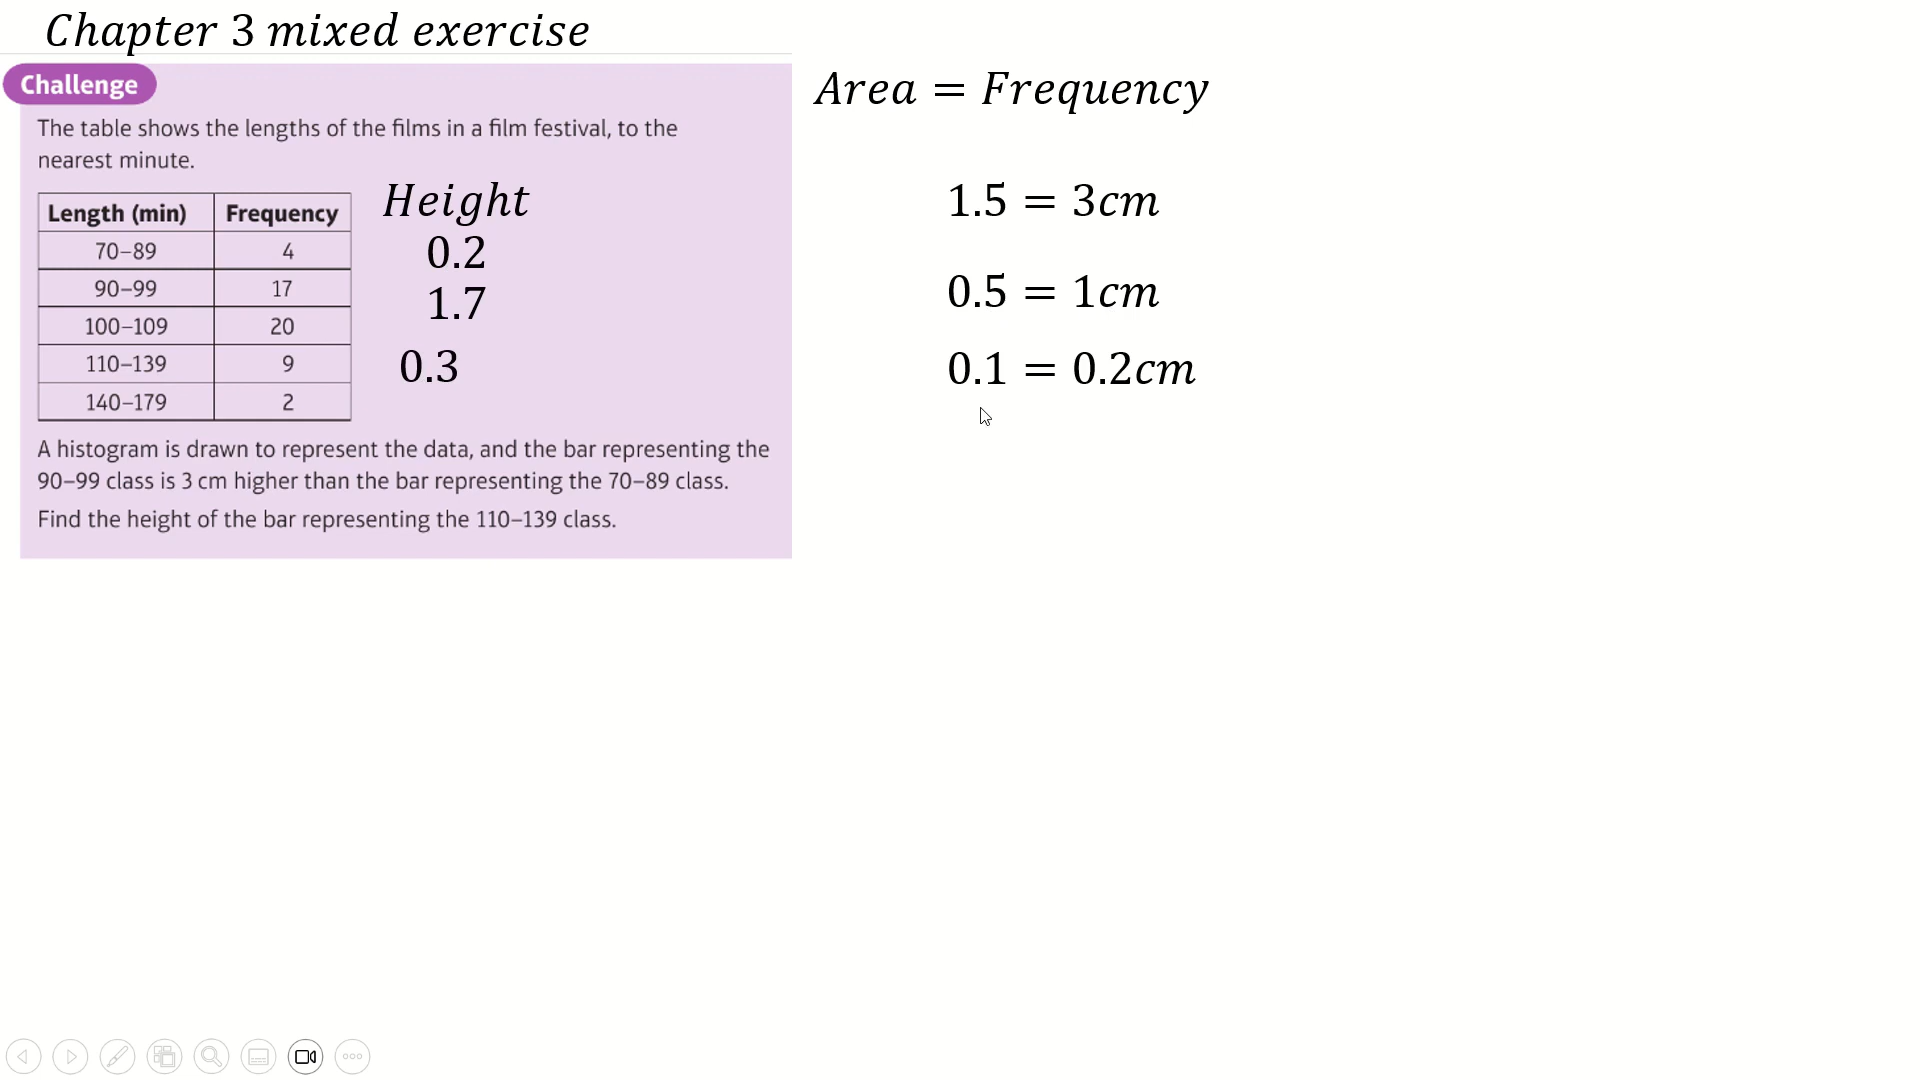 Chapter 3 mixed exercise
Challenge
The table shows the lengths of the films in a film festival, to the
nearest minute.
Length (min) Frequency
70–89 4
90–99 17
100–109 20
110–139 9
140–179 2
Height
0.2
1.7
0.3
A histogram is drawn to represent the data, and the bar representing the
90–99 class is 3 cm higher than the bar representing the 70–89 class.
Find the height of the bar representing the 110–139 class.
Area = Frequency
1.5 = 3cm
0.5 = 1cm
0.1 = 0.2cm